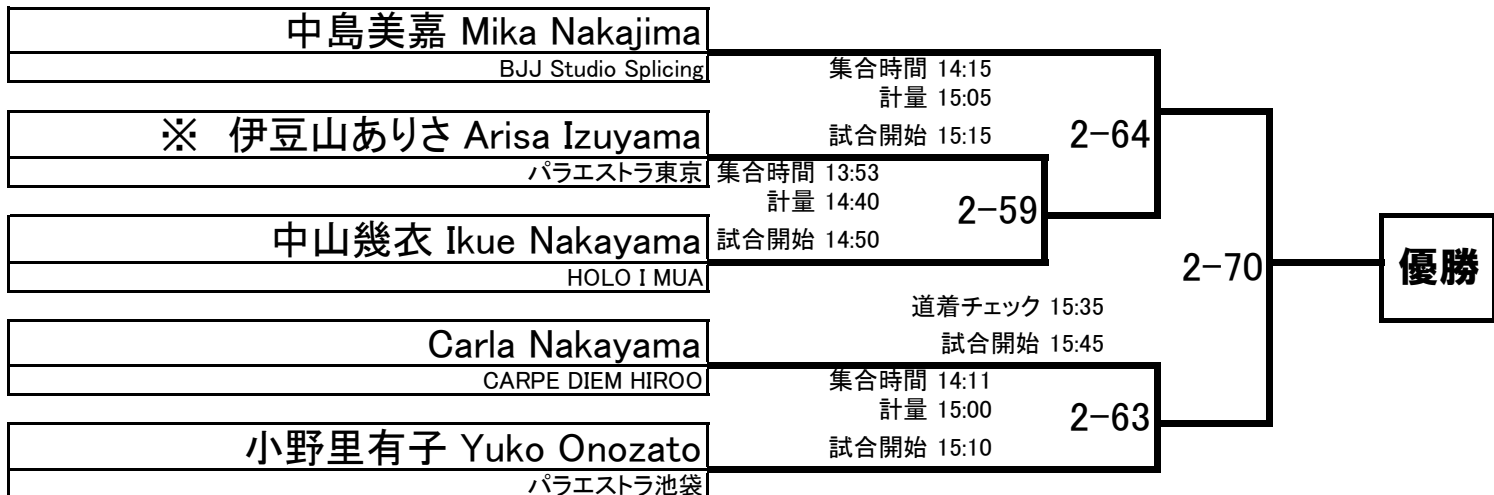 中島美嘉 Mika Nakajima
BJJ Studio Splicing
集合時間 14:15
計量 15:05
試合開始 15:15
2-64
※ 伊豆山ありさ Arisa Izuyama
パラエストラ東京
集合時間 13:53
計量 14:40
試合開始 14:50
2-59
中山幾衣 Ikue Nakayama
HOLO I MUA
2-70
優勝
道着チェック 15:35
試合開始 15:45
Carla Nakayama
CARPE DIEM HIROO
集合時間 14:11
計量 15:00
試合開始 15:10
2-63
小野里有子 Yuko Onozato
パラエストラ池袋